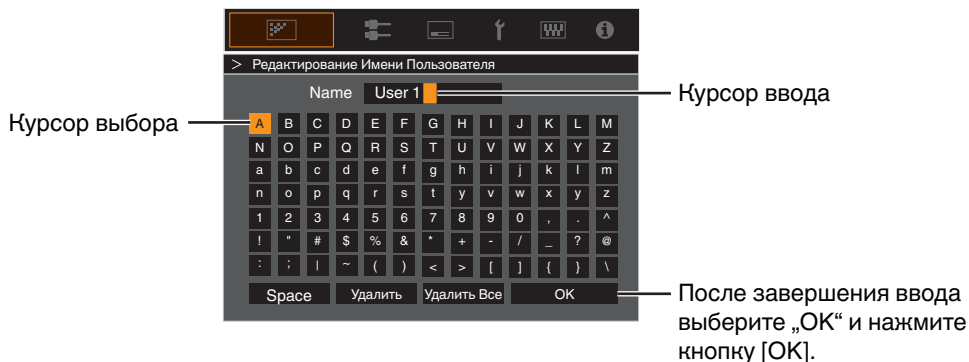 > Редактирование Имени Пользователя
Name User 1
Курсор ввода
Курсор выбора
A B C D E F G H I J K L M
N O P Q R S T U V W X Y Z
a b c d e f g h i j k l m
n o p q r s t y v w x y z
1 2 3 4 5 6 7 8 9 0 , . ^
! " # $ % & * + - / _ ? @
: ; | ~ ( ) < > [ ] { } \
Space Удалить Удалить Все OK
После завершения ввода
выберите „OK“ и нажмите
кнопку [OK].